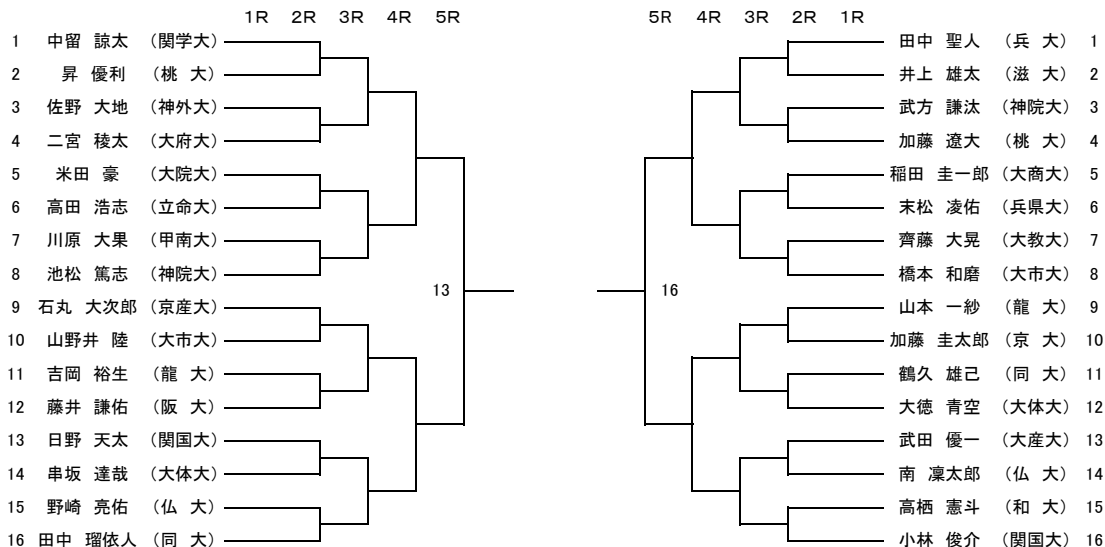 1R 2R 3R 4R 5R
1 中留 諒太 (関学大)
2 昇 優利 (桃 大)
3 佐野 大地 (神外大)
4 二宮 稜太 (大府大)
5 米田 豪 (大院大)
6 高田 浩志 (立命大)
7 川原 大果 (甲南大)
8 池松 篤志 (神院大)
13
9 石丸 大次郎 (京産大)
10 山野井 陸 (大市大)
11 吉岡 裕生 (龍 大)
12 藤井 謙佑 (阪 大)
13 日野 天太 (関国大)
14 串坂 達哉 (大体大)
15 野崎 亮佑 (仏 大)
16 田中 瑠依人 (同 大)
5R 4R 3R 2R 1R
田中 聖人 (兵 大) 1
井上 雄太 (滋 大) 2
武方 謙汰 (神院大) 3
加藤 遼大 (桃 大) 4
稲田 圭一郎 (大商大) 5
末松 凌佑 (兵県大) 6
齊藤 大晃 (大教大) 7
橋本 和磨 (大市大) 8
16
山本 一紗 (龍 大) 9
加藤 圭太郎 (京 大) 10
鶴久 雄己 (同 大) 11
大徳 青空 (大体大) 12
武田 優一 (大産大) 13
南 凜太郎 (仏 大) 14
高栖 憲斗 (和 大) 15
小林 俊介 (関国大) 16